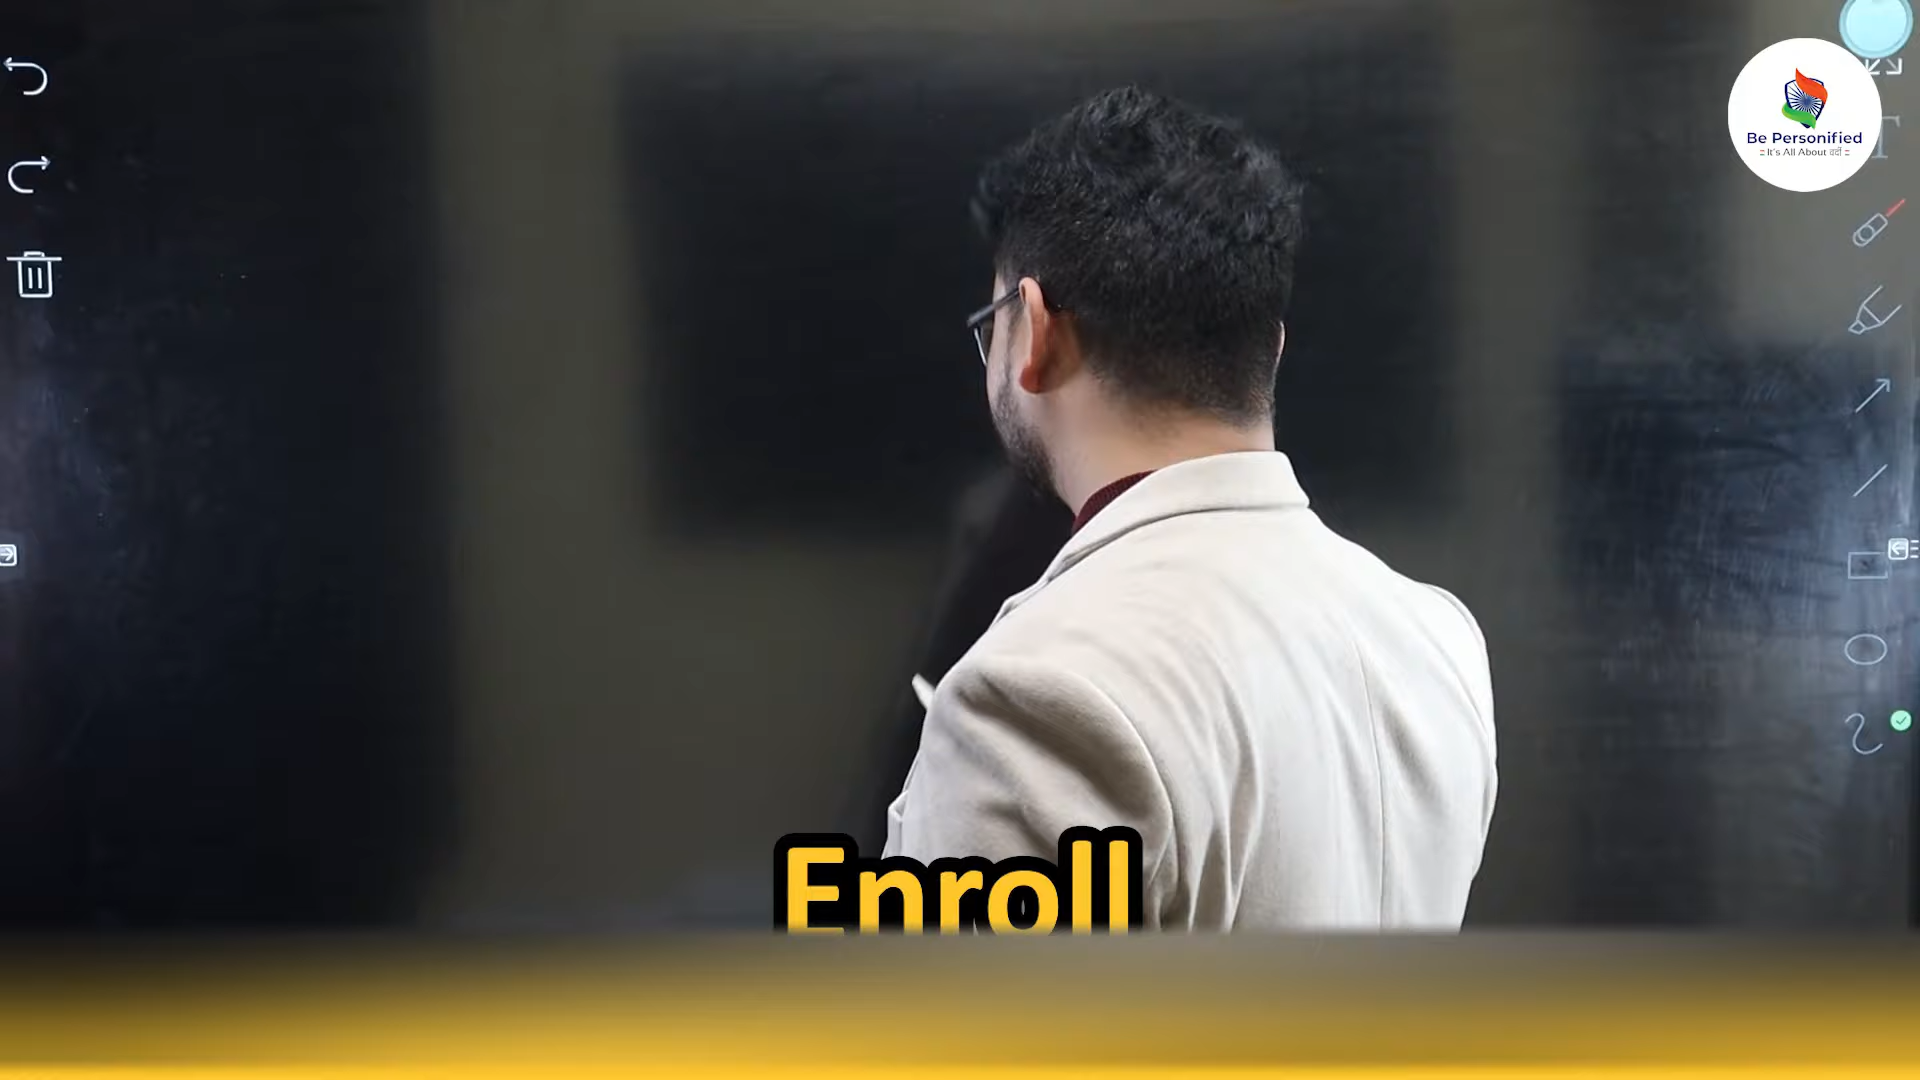 Be Personified
It's All About वर्दी
T
Enroll